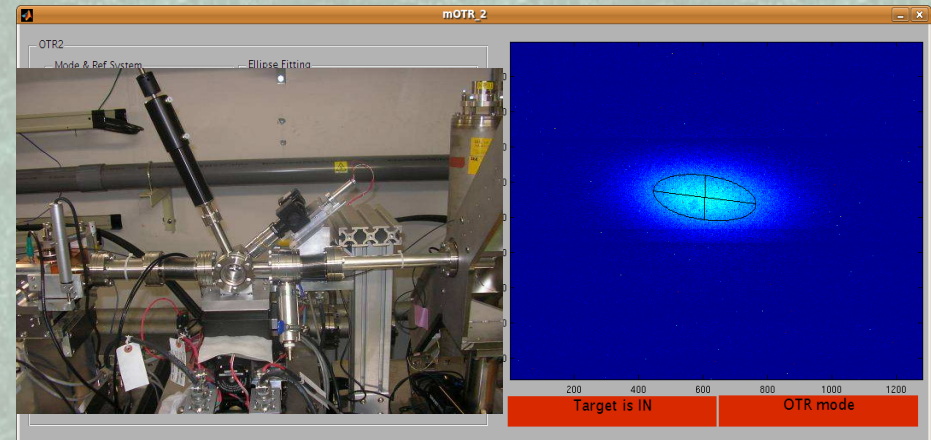 mOTR_2
OTR2
Mode & Ref System
Ellipse Fitting
200 400 600 800 1000 1200
Target is IN
OTR mode